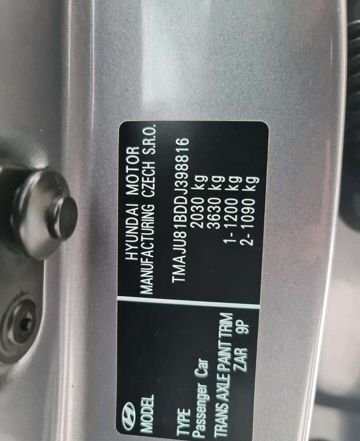 HYUNDAI MOTOR
MANUFACTURING CZECH S.R.O.
TMAJU81BDDJ398816
2030 kg
3630 kg
1- 1200 kg
2- 1090 kg
MODEL
TYPE
Passenger Car
TRANS AXLE PAINT TRIM
ZAR 9P